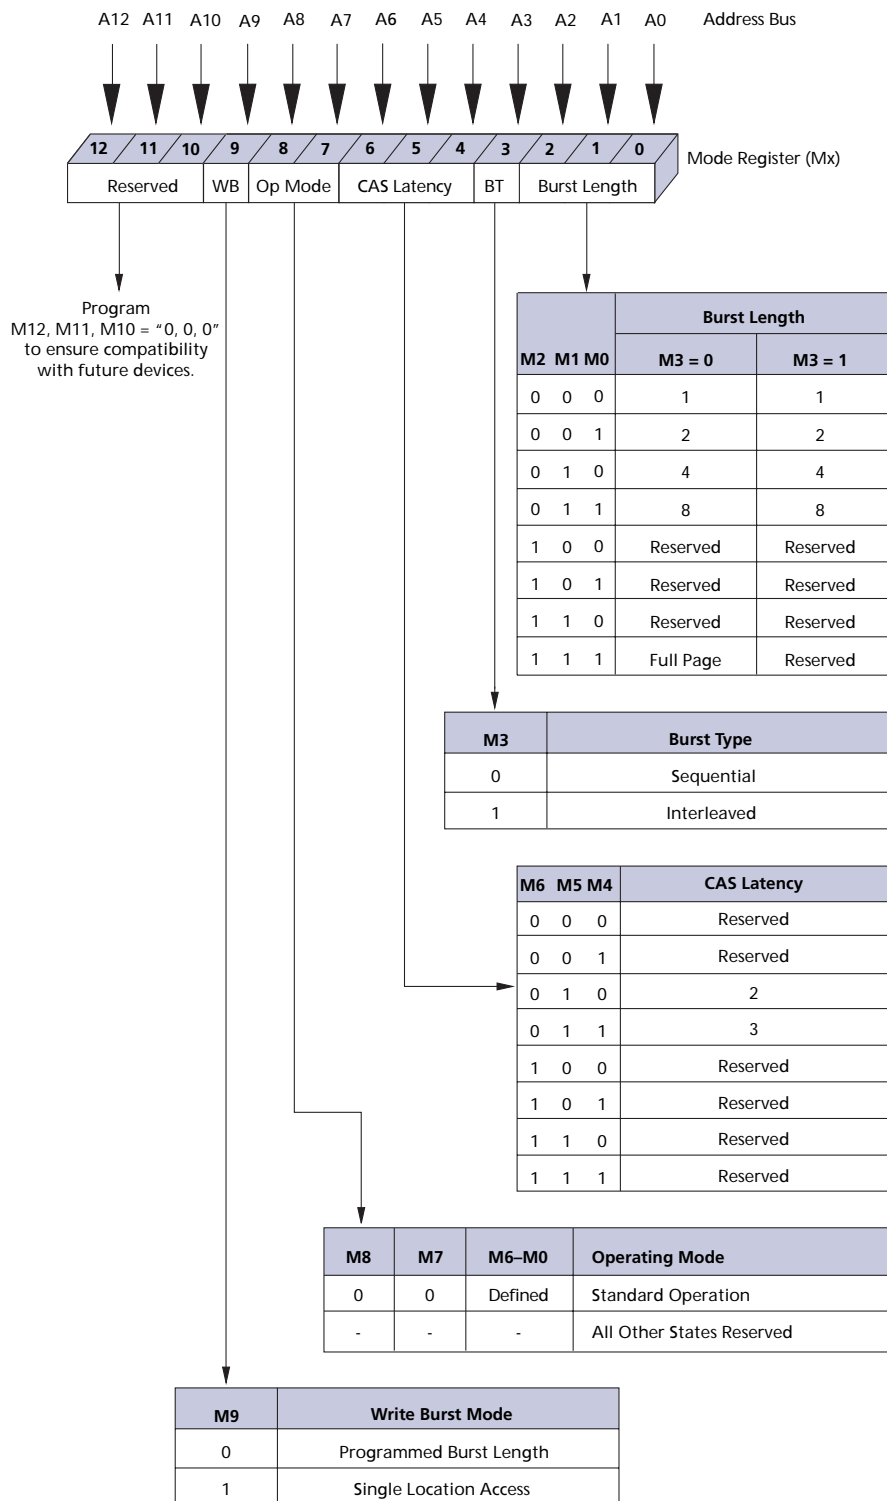 A12 A11 A10 A9 A8 A7 A6 A5 A4 A3 A2 A1 A0 Address Bus
12 11 10 9 8 7 6 5 4 3 2 1 0
Mode Register (Mx)
Reserved WB Op Mode CAS Latency BT Burst Length
Program
M12, M11, M10 = “0, 0, 0”
to ensure compatibility
with future devices.
Burst Length
M2 M1 M0 M3 = 0 M3 = 1
0 0 0 1 1
0 0 1 2 2
0 1 0 4 4
0 1 1 8 8
1 0 0 Reserved Reserved
1 0 1 Reserved Reserved
1 1 0 Reserved Reserved
1 1 1 Full Page Reserved
M3 Burst Type
0 Sequential
1 Interleaved
M6 M5 M4 CAS Latency
0 0 0 Reserved
0 0 1 Reserved
0 1 0 2
0 1 1 3
1 0 0 Reserved
1 0 1 Reserved
1 1 0 Reserved
1 1 1 Reserved
M8 M7 M6–M0 Operating Mode
0 0 Defined Standard Operation
- - - All Other States Reserved
M9 Write Burst Mode
0 Programmed Burst Length
1 Single Location Access